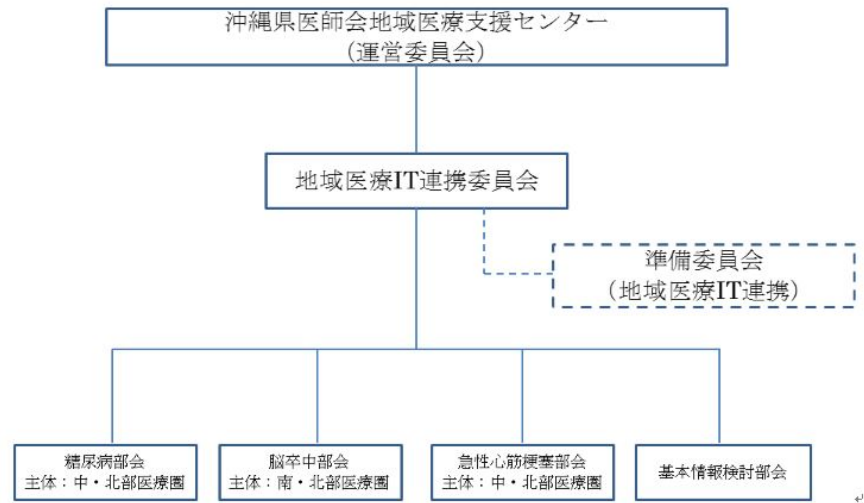 沖縄県医師会地域医療支援センター
（運営委員会）
地域医療IT連携委員会
準備委員会
（地域医療IT連携）
糖尿病部会
主体：中・北部医療圏
脳卒中部会
主体：南・北部医療圏
急性心筋梗塞部会
主体：中・北部医療圏
基本情報検討部会